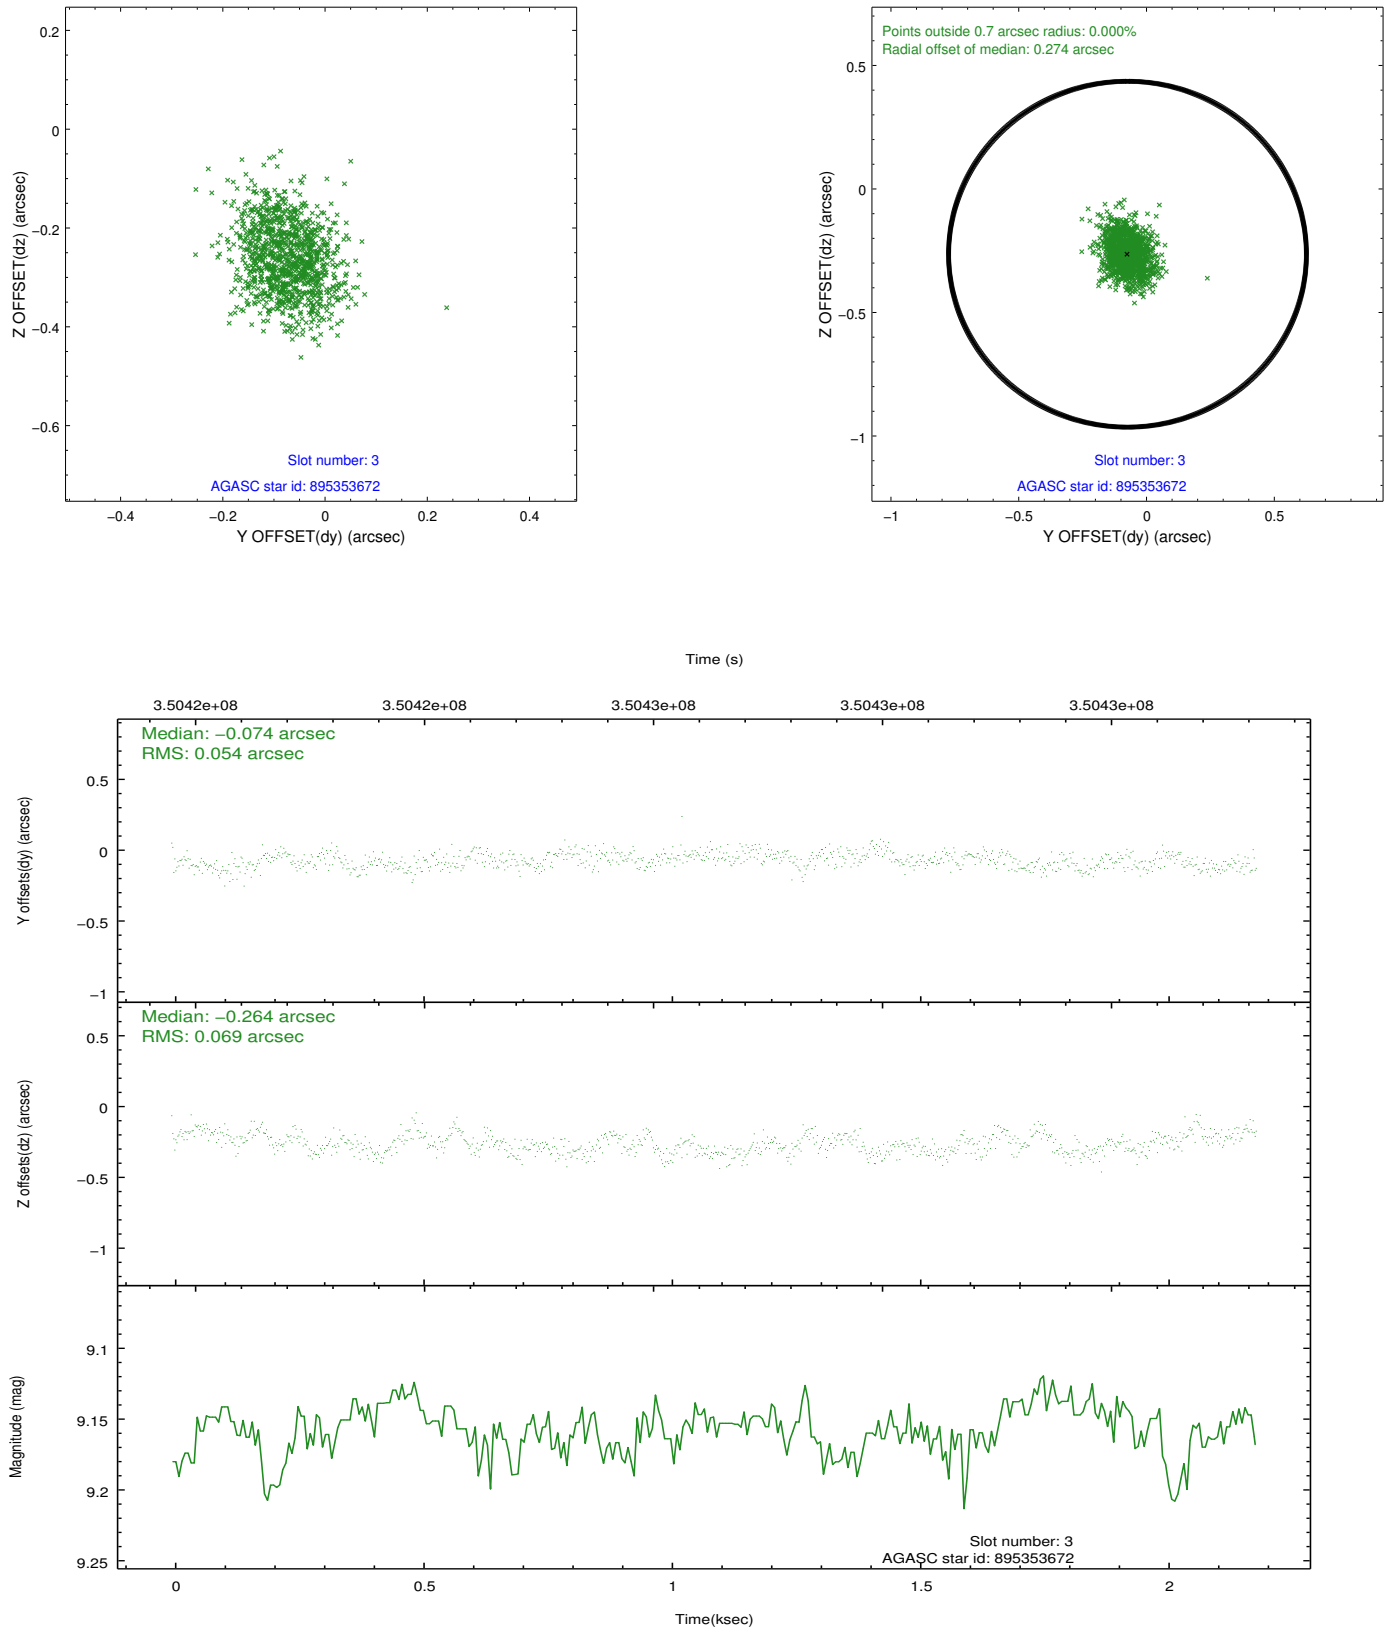 0.2
0
−0.2
−0.4
−0.6
Z OFFSET(dz) (arcsec)
Slot number: 3
AGASC star id: 895353672
−0.4 −0.2 0 0.2 0.4
Y OFFSET(dy) (arcsec)
Points outside 0.7 arcsec radius: 0.000%
Radial offset of median: 0.274 arcsec
0.5
0
−0.5
−1
Z OFFSET(dz) (arcsec)
Slot number: 3
AGASC star id: 895353672
−1 −0.5 0 0.5
Y OFFSET(dy) (arcsec)
Time (s)
3.5042e+08 3.5042e+08 3.5043e+08 3.5043e+08 3.5043e+08
Median: −0.074 arcsec
RMS: 0.054 arcsec
0.5
0
−0.5
−1
Y offsets(dy) (arcsec)
Median: −0.264 arcsec
RMS: 0.069 arcsec
0.5
0
−0.5
−1
Z offsets(dz) (arcsec)
9.1
9.15
9.2
9.25
Magnitude (mag)
Slot number: 3
AGASC star id: 895353672
0 0.5 1 1.5 2
Time(ksec)